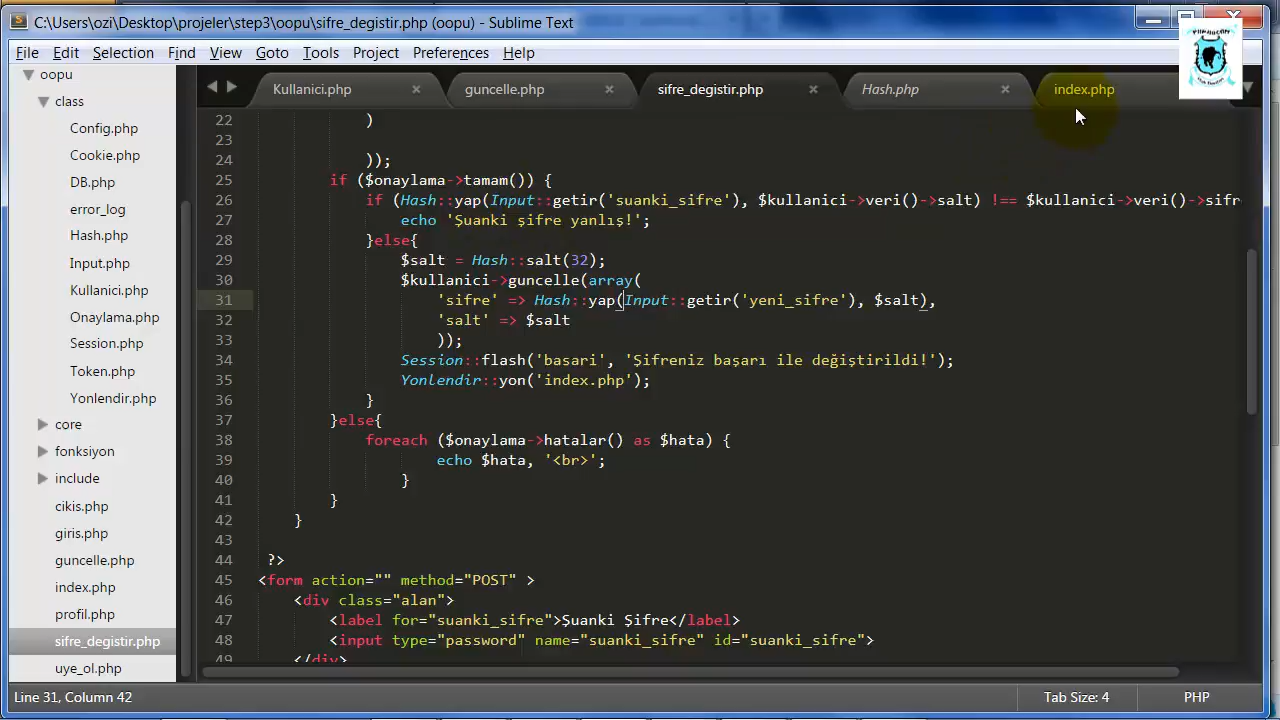 C:\Users\ozi\Desktop\projeler\step3\oopu\sifre_degistir.php (oopu) - Sublime Text
File Edit Selection Find View Goto Tools Project Preferences Help
oopu
class
Config.php
Cookie.php
DB.php
error_log
Hash.php
Input.php
Kullanici.php
Onaylama.php
Session.php
Token.php
Yonlendir.php
core
fonksiyon
include
cikis.php
giris.php
guncelle.php
index.php
profil.php
sifre_degistir.php
uye_ol.php
Kullanici.php guncelle.php sifre_degistir.php Hash.php index.php
22 )
23
24 ));
25 if ($onaylama->tamam()) {
26 if (Hash::yap(Input::getir('suanki_sifre'), $kullanici->veri()->salt) !== $kullanici->veri()->sifr
27 echo 'Şuanki şifre yanlış!';
28 }else{
29 $salt = Hash::salt(32);
30 $kullanici->guncelle(array(
31 'sifre' => Hash::yap(Input::getir('yeni_sifre'), $salt),
32 'salt' => $salt
33 ));
34 Session::flash('basari', 'Şifreniz başarı ile değiştirildi!');
35 Yonlendir::yon('index.php');
36 }
37 }else{
38 foreach ($onaylama->hatalar() as $hata) {
39 echo $hata, '<br>';
40 }
41 }
42 }
43
44 ?>
45 <form action="" method="POST" >
46 <div class="alan">
47 <label for="suanki_sifre">Şuanki Şifre</label>
48 <input type="password" name="suanki_sifre" id="suanki_sifre">
49 </div>
Line 31, Column 42 Tab Size: 4 PHP